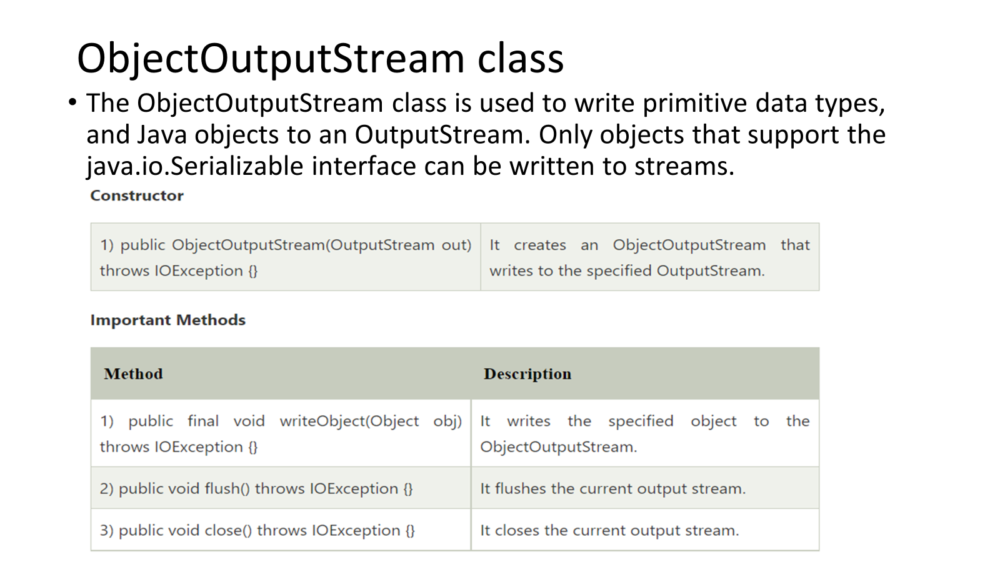 ObjectOutputStream class
• The ObjectOutputStream class is used to write primitive data types,
and Java objects to an OutputStream. Only objects that support the
java.io.Serializable interface can be written to streams.
Constructor
1) public ObjectOutputStream(OutputStream out)
throws IOException {}
It creates an ObjectOutputStream that
writes to the specified OutputStream.
Important Methods
Method
Description
1) public final void writeObject(Object obj)
throws IOException {}
It writes the specified object to the
ObjectOutputStream.
2) public void flush() throws IOException {}
It flushes the current output stream.
3) public void close() throws IOException {}
It closes the current output stream.